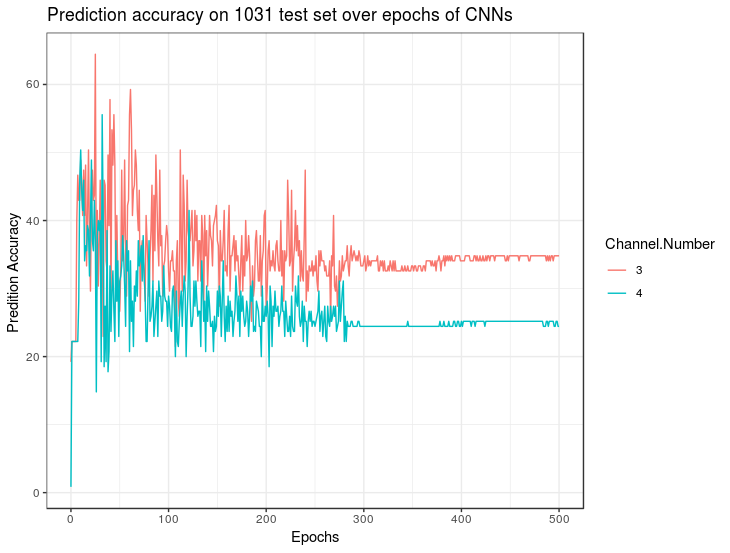 Prediction accuracy on 1031 test set over epochs of CNNs
Predition Accuracy
60
40
20
0
0 100 200 300 400 500
Epochs
Channel.Number
3
4